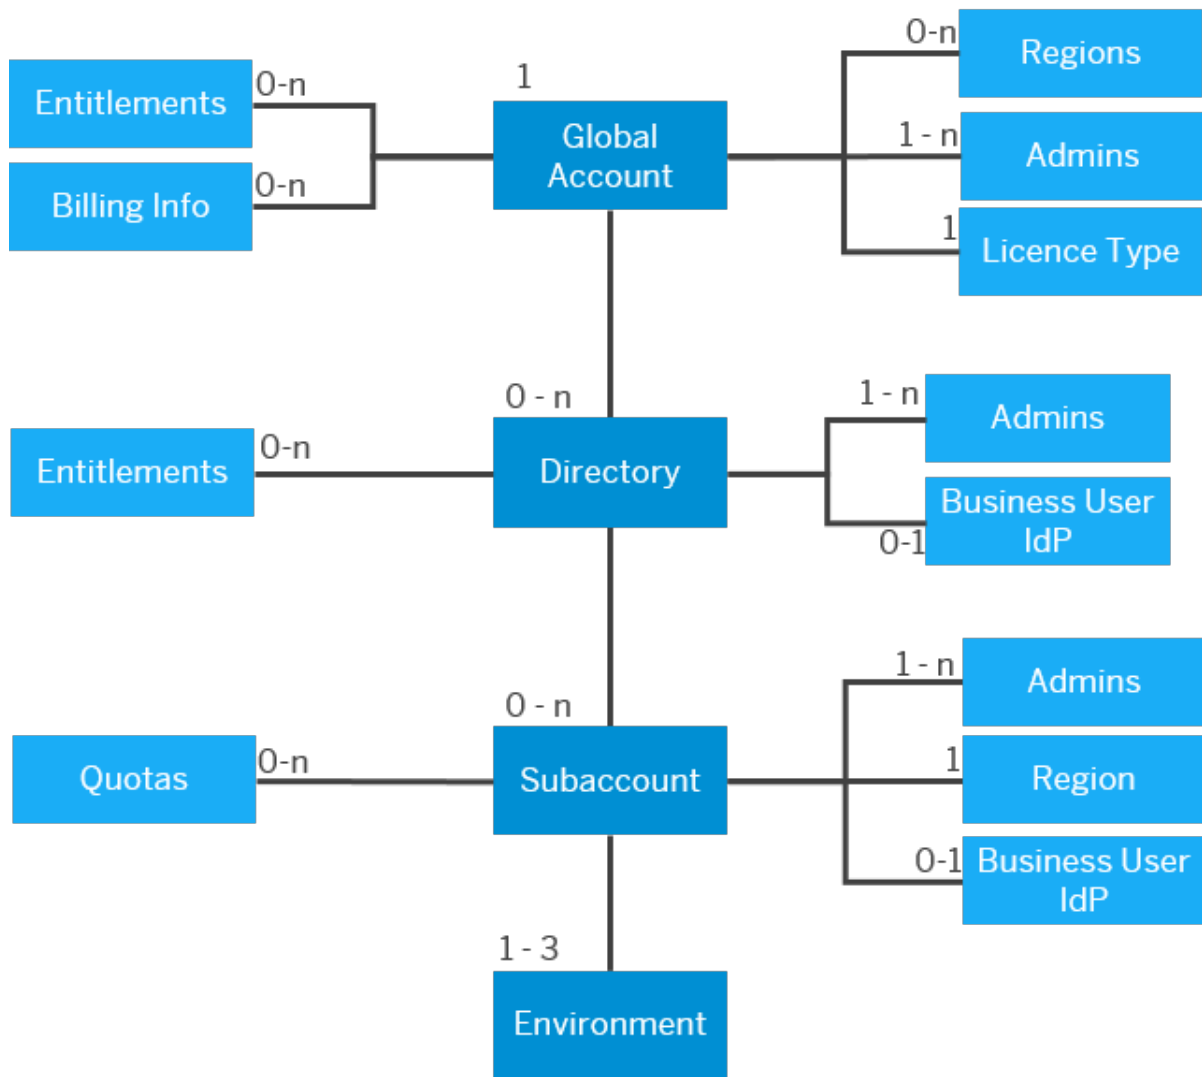 0-n
Regions
0-n
Entitlements
1
Global
Account
1 - n
Admins
0-n
Billing Info
1
Licence Type
0 - n
1 - n
Admins
0-n
Entitlements
Directory
Business User
IdP
0-1
1 - n
Admins
0 - n
0-n
Quotas
Subaccount
1
Region
0-1
Business User
IdP
1 - 3
Environment